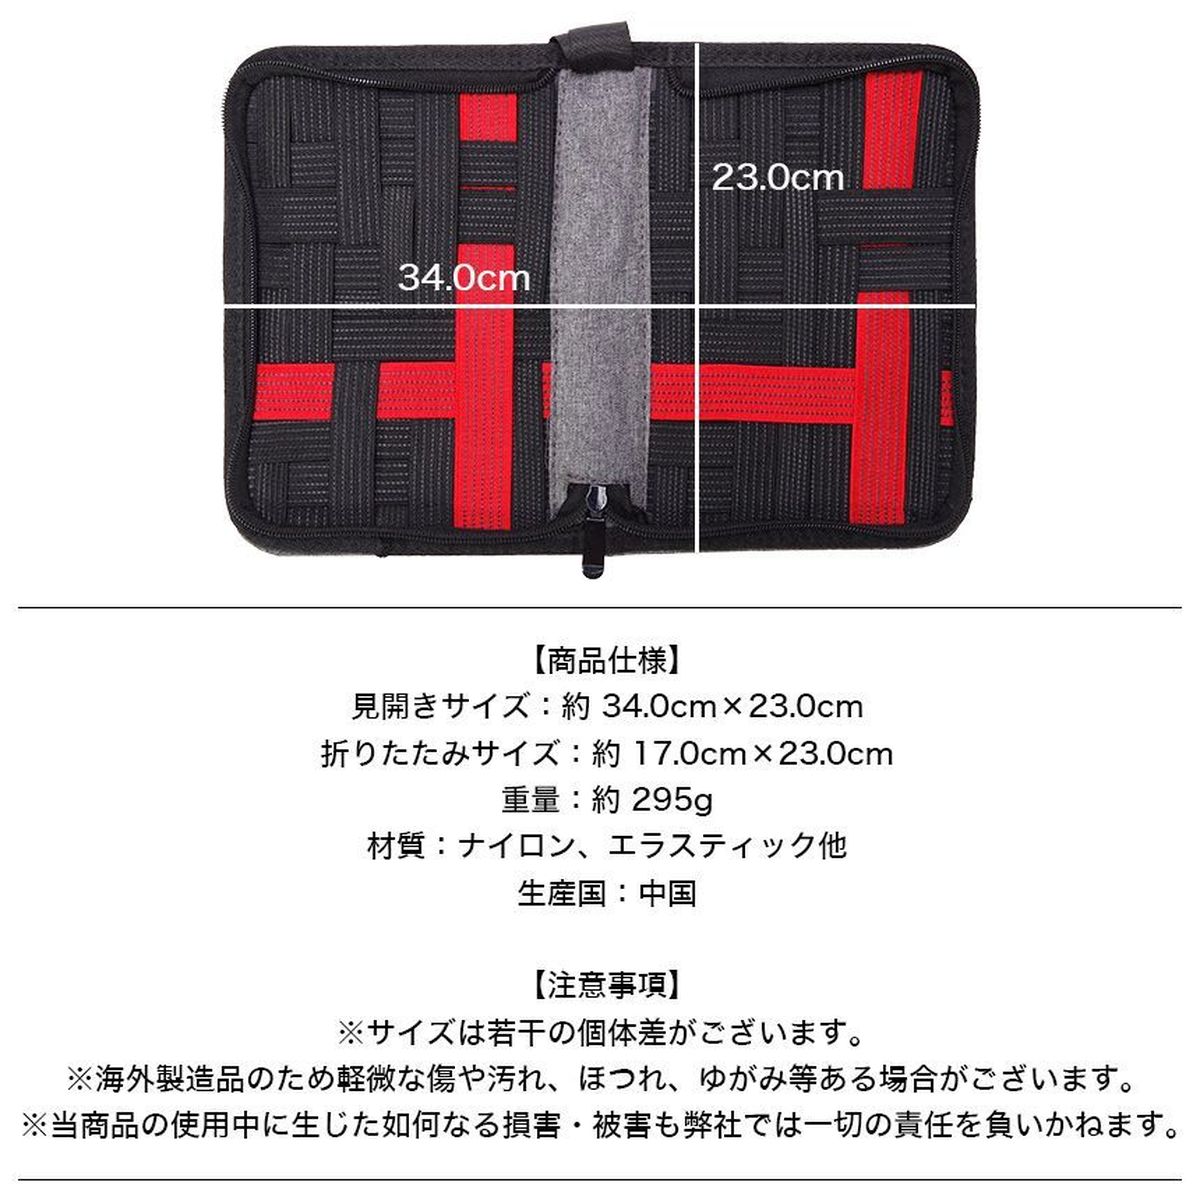 23.0cm
34.0cm
【商品仕様】
見開きサイズ：約 34.0cm×23.0cm
折りたたみサイズ：約 17.0cm×23.0cm
重量：約 295g
材質：ナイロン、エラスティック他
生産国：中国
【注意事項】
※サイズは若干の個体差がございます。
※海外製造品のため軽微な傷や汚れ、ほつれ、ゆがみ等ある場合がございます。
※当商品の使用中に生じた如何なる損害・被害も弊社では一切の責任を負いかねます。